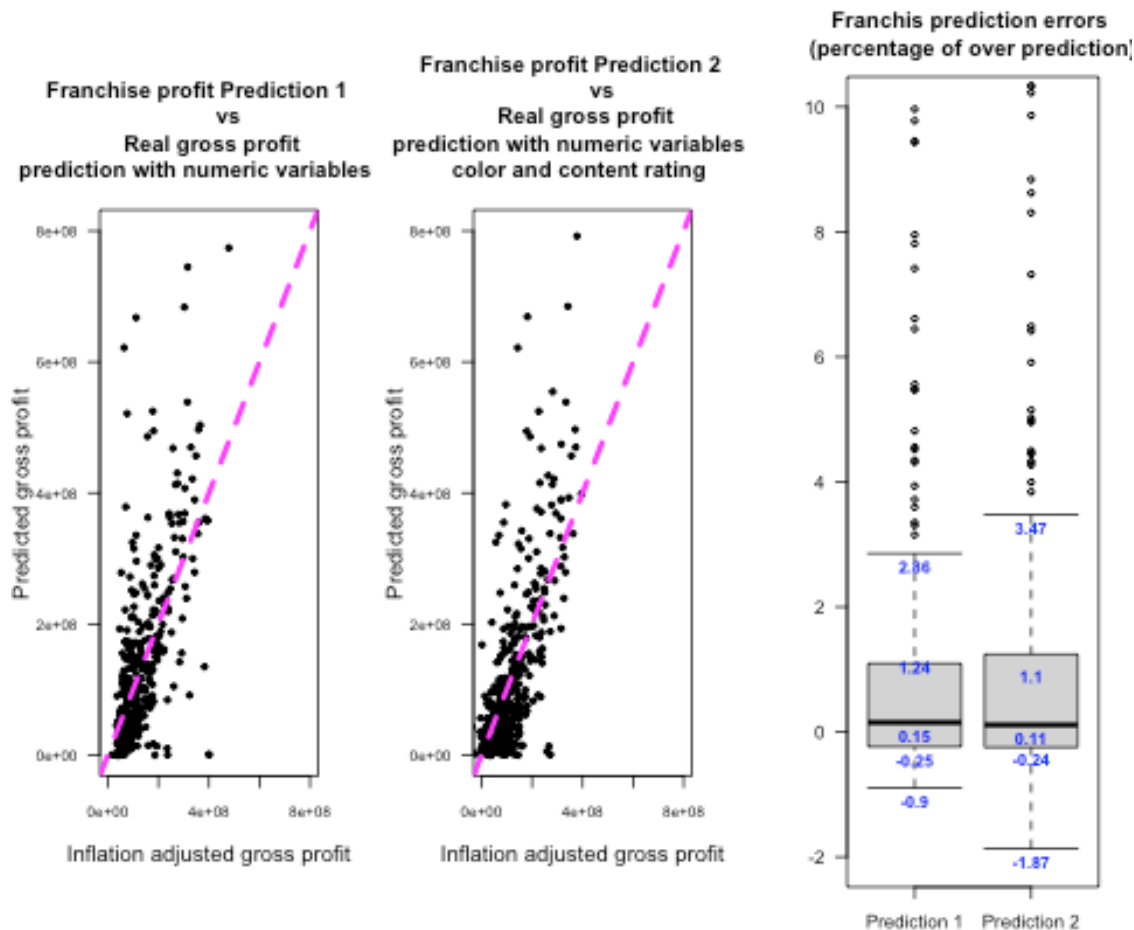 Franchise profit Prediction 1
vs
Real gross profit
prediction with numeric variables
Predicted gross profit
8e+08
6e+08
4e+08
2e+08
0e+00
0e+00 4e+08 8e+08
Inflation adjusted gross profit
Franchise profit Prediction 2
vs
Real gross profit
prediction with numeric variables
color and content rating
Predicted gross profit
8e+08
6e+08
4e+08
2e+08
0e+00
0e+00 4e+08 8e+08
Inflation adjusted gross profit
Franchis prediction errors
(percentage of over prediction)
10
8
6
4
2
0
-2
2.86
1.24
0.15
-0.25
-0.9
3.47
1.1
0.11
-0.24
-1.87
Prediction 1 Prediction 2